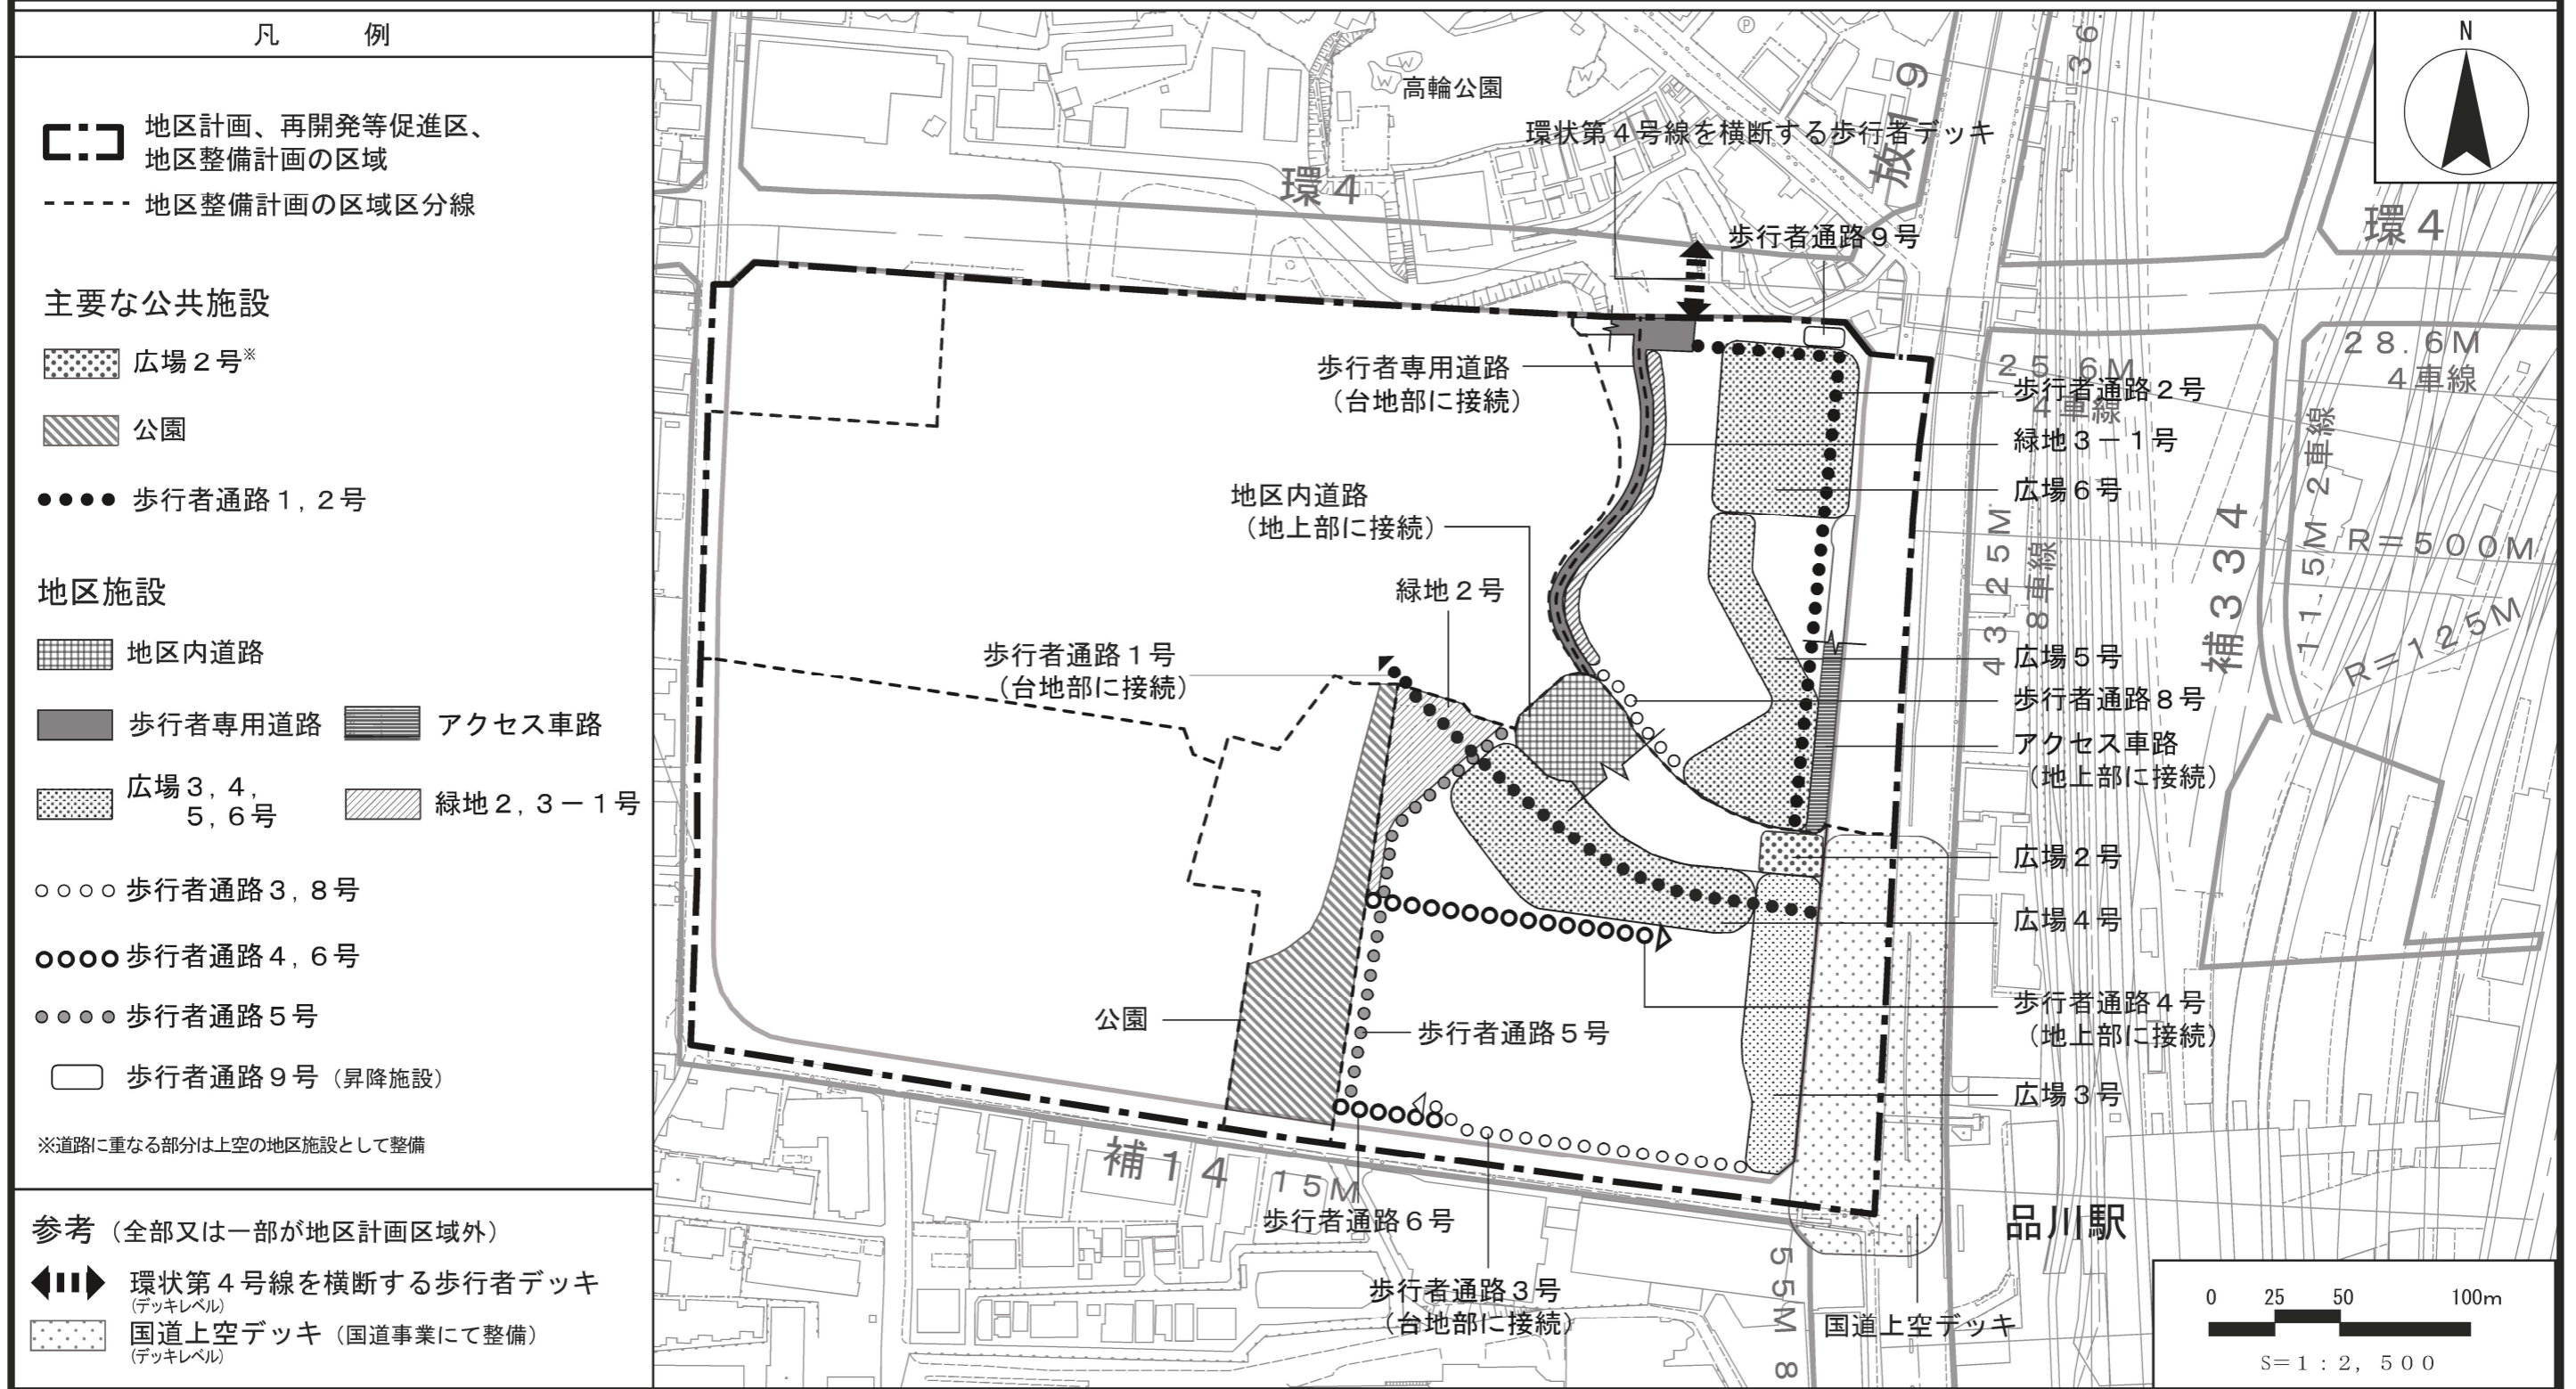 凡　　例
地区計画、再開発等促進区、
地区整備計画の区域
地区整備計画の区域区分線
主要な公共施設
広場２号※
公園
歩行者通路１，２号
地区施設
地区内道路
歩行者専用道路
アクセス車路
広場３，４，
５，６号
緑地２，３－１号
歩行者通路３，８号
歩行者通路４，６号
歩行者通路５号
歩行者通路９号（昇降施設）
※道路に重なる部分は上空の地区施設として整備
参考（全部又は一部が地区計画区域外）
環状第４号線を横断する歩行者デッキ
(デッキレベル)
国道上空デッキ（国道事業にて整備）
(デッキレベル)
N
Ｐ
３６．
放１９
高輪公園
環状第４号線を横断する歩行者デッキ
環４
環４
歩行者通路９号
歩行者専用道路
（台地部に接続）
２５．６Ｍ
４車線
２８．６Ｍ
４車線
歩行者通路２号
緑地３－１号
広場６号
地区内道路
（地上部に接続）
緑地２号
歩行者通路１号
（台地部に接続）
４３．２５Ｍ
８車線
補３３４
１１．５Ｍ ２車線
Ｒ＝５００Ｍ
Ｒ＝１２５Ｍ
広場５号
歩行者通路８号
アクセス車路
（地上部に接続）
広場２号
広場４号
歩行者通路４号
（地上部に接続）
公園
歩行者通路５号
広場３号
補１４
１５Ｍ
歩行者通路６号
歩行者通路３号
（台地部に接続）
５５Ｍ ８
国道上空デッキ
品川駅
0 25 50 100m
S＝１：２，５００